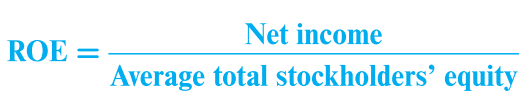 ROE = Net income
Average total stockholders’ equity